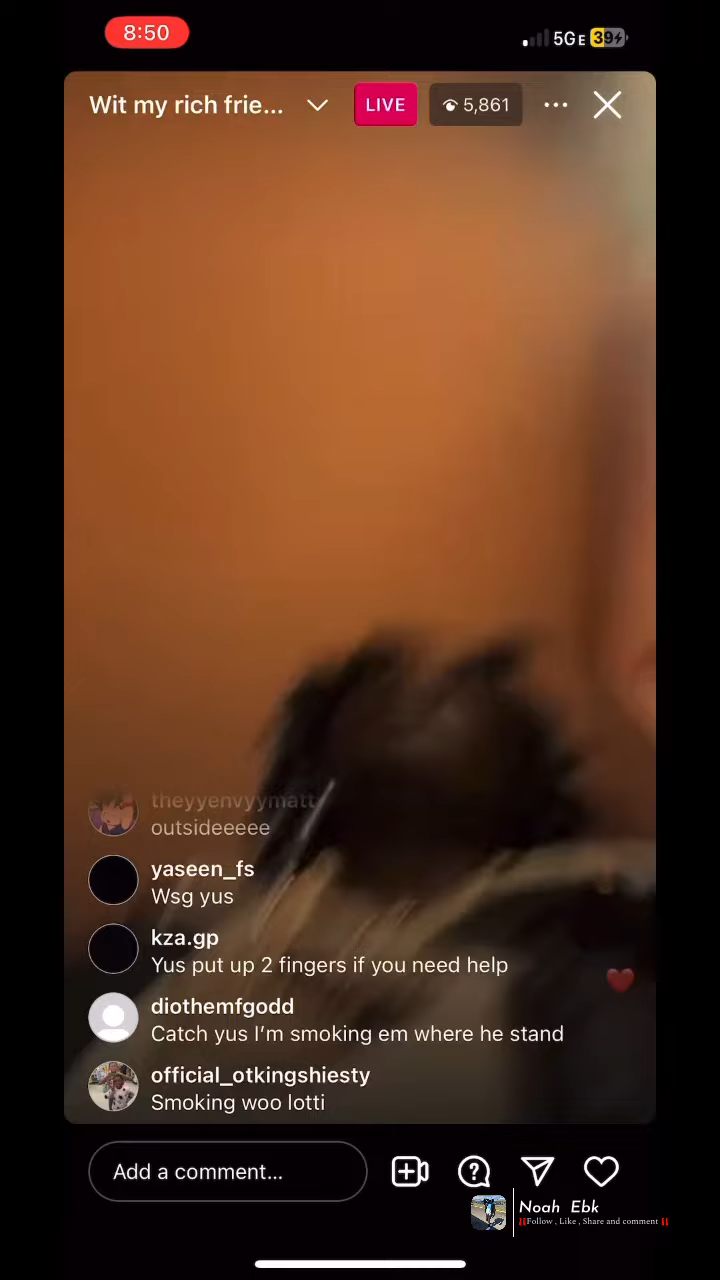 8:50
5GE
39
Wit my rich frie...
LIVE
5,861
theyyenvyymatt
outsideeeee
yaseen_fs
Wsg yus
kza.gp
Yus put up 2 fingers if you need help
diothemfgodd
Catch yus I’m smoking em where he stand
official_otkingshiesty
Smoking woo lotti
Add a comment...
Noah Ebk
‼️Follow , Like , Share and comment ‼️